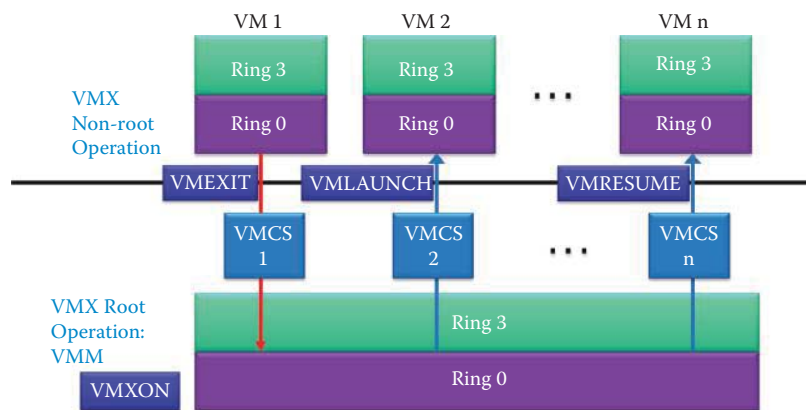 VM 1
VM 2
VM n
Ring 3
Ring 3
Ring 3
VMX
Non-root
Operation
Ring 0
Ring 0
Ring 0
VMEXIT
VMLAUNCH
VMRESUME
VMCS
1
VMCS
2
VMCS
n
VMX Root
Operation:
VMM
Ring 3
VMXON
Ring 0